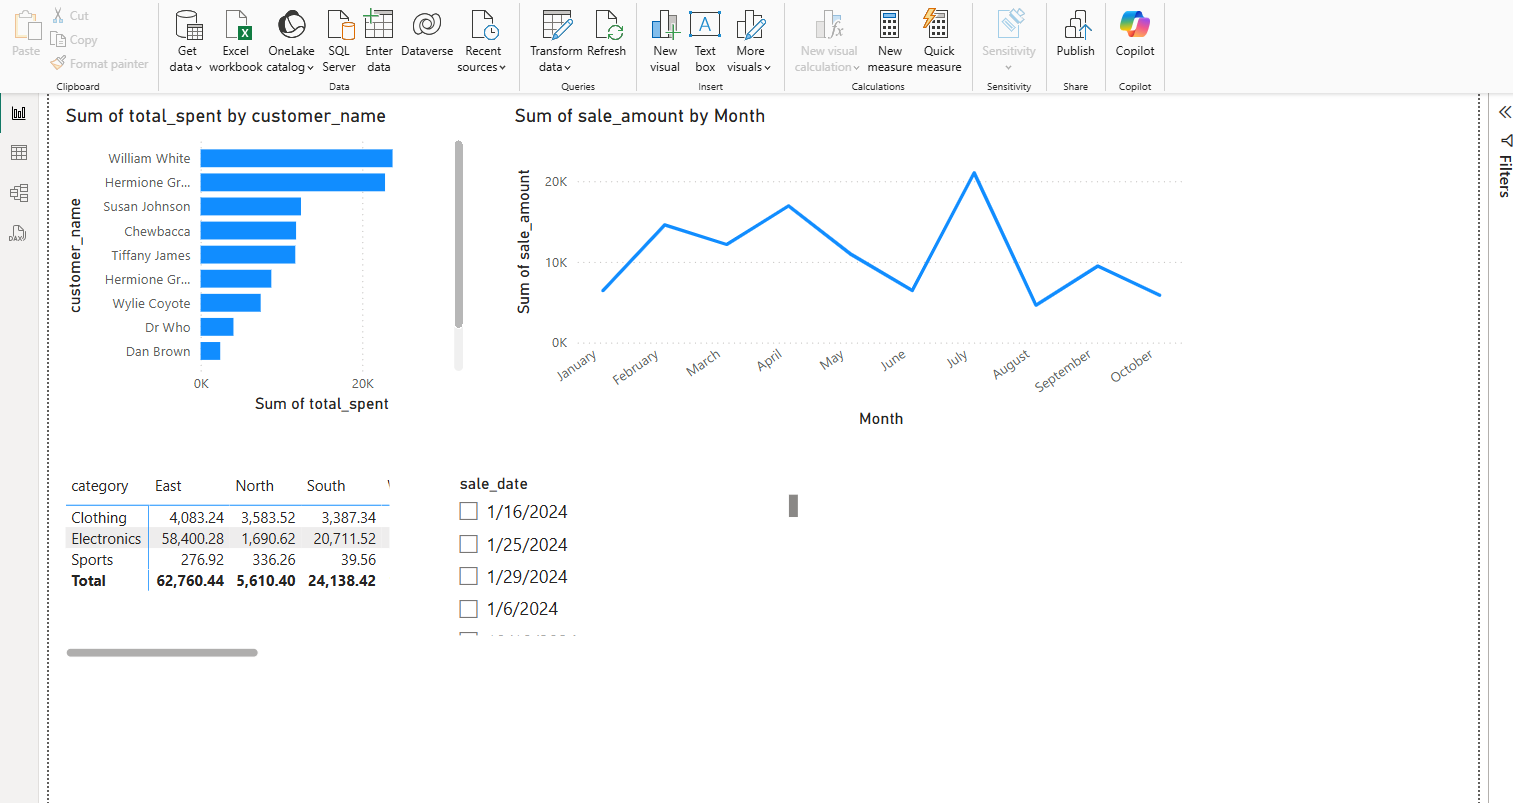 Paste
Cut
Copy
Format painter
Clipboard
Get data
Excel workbook
OneLake catalog
SQL Server
Enter data
Dataverse
Recent sources
Data
Transform data
Refresh
Queries
New visual
Text box
More visuals
Insert
New visual calculation
New measure
Quick measure
Calculations
Sensitivity
Sensitivity
Publish
Share
Copilot
Copilot
Filters
DAX
Sum of total_spent by customer_name
customer_name
William White
Hermione Gr...
Susan Johnson
Chewbacca
Tiffany James
Hermione Gr...
Wylie Coyote
Dr Who
Dan Brown
0K 20K
Sum of total_spent
Sum of sale_amount by Month
Sum of sale_amount
20K
10K
0K
January February March April May June July August September October
Month
category East North South
Clothing 4,083.24 3,583.52 3,387.34
Electronics 58,400.28 1,690.62 20,711.52
Sports 276.92 336.26 39.56
Total 62,760.44 5,610.40 24,138.42
sale_date
1/16/2024
1/25/2024
1/29/2024
1/6/2024